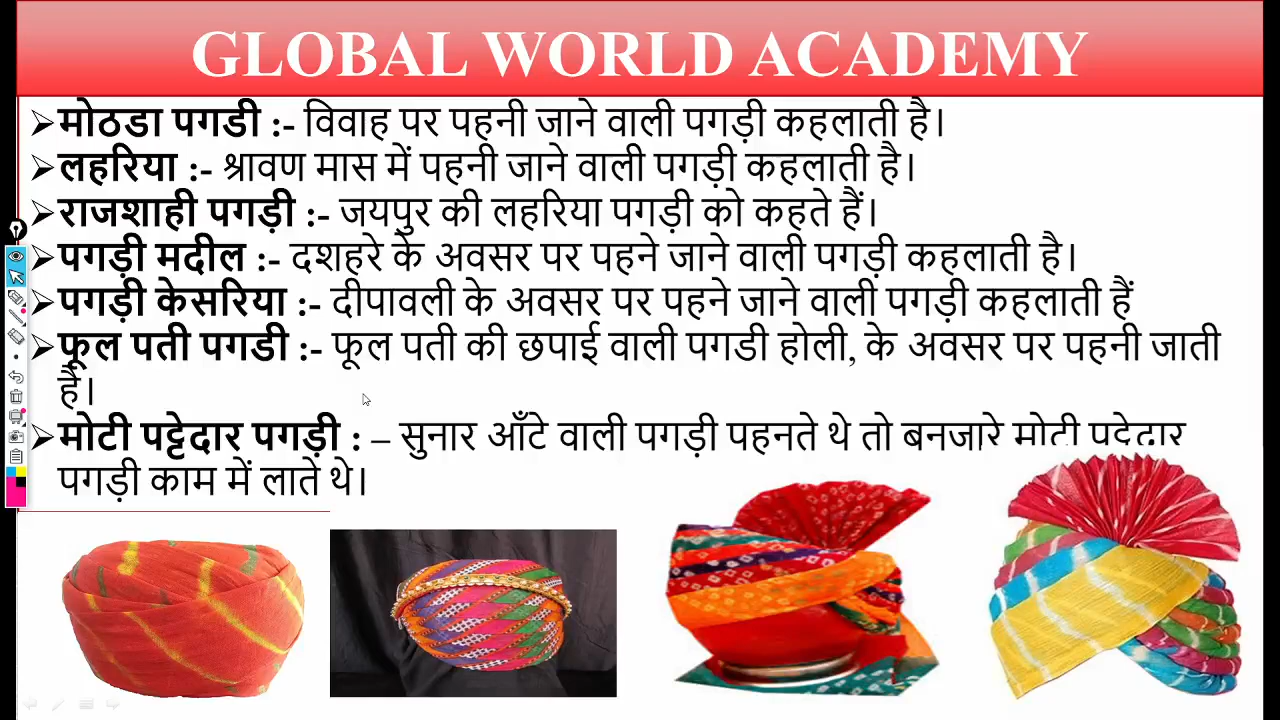 GLOBAL WORLD ACADEMY
➢मोठडा पगडी :- विवाह पर पहनी जाने वाली पगड़ी कहलाती है।
➢लहरिया :- श्रावण मास में पहनी जाने वाली पगड़ी कहलाती है।
➢राजशाही पगड़ी :- जयपुर की लहरिया पगड़ी को कहते हैं।
➢पगड़ी मदील :- दशहरे के अवसर पर पहने जाने वाली पगड़ी कहलाती है।
➢पगड़ी केसरिया :- दीपावली के अवसर पर पहने जाने वाली पगड़ी कहलाती हैं
➢फूल पती पगडी :- फूल पती की छपाई वाली पगडी होली, के अवसर पर पहनी जाती
है।
➢मोटी पट्टेदार पगड़ी : – सुनार आँटे वाली पगड़ी पहनते थे तो बनजारे मोटी पट्टेदार
पगड़ी काम में लाते थे।